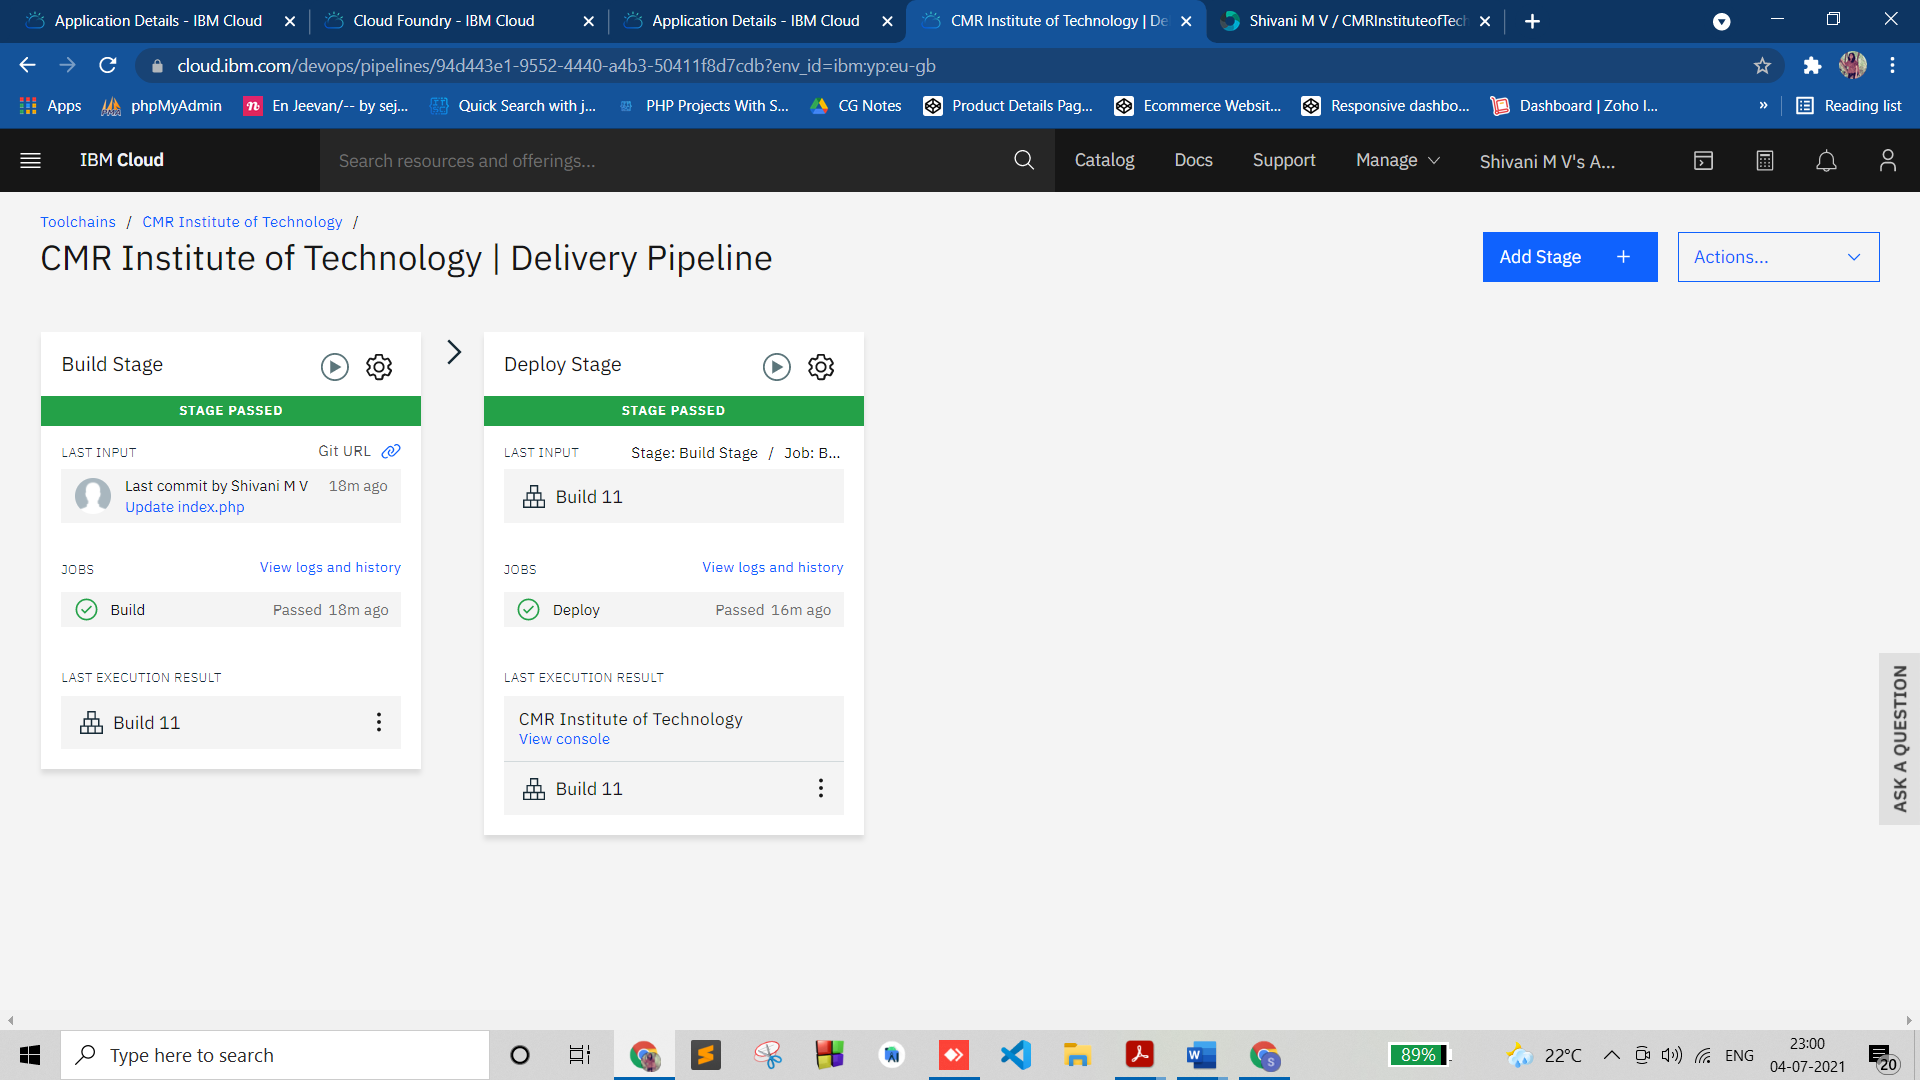 Application Details - IBM Cloud
Cloud Foundry - IBM Cloud
Application Details - IBM Cloud
CMR Institute of Technology | De
Shivani M V / CMRInstituteofTech
cloud.ibm.com/devops/pipelines/94d443e1-9552-4440-a4b3-50411f8d7cdb?env_id=ibm:yp:eu-gb
Apps
phpMyAdmin
En Jeevan/-- by sej...
Quick Search with j...
PHP Projects With S...
CG Notes
Product Details Pag...
Ecommerce Websit...
Responsive dashbo...
Dashboard | Zoho I...
»
Reading list
IBM Cloud
Search resources and offerings...
Catalog
Docs
Support
Manage
Shivani M V's A...
Toolchains / CMR Institute of Technology /
CMR Institute of Technology | Delivery Pipeline
Add Stage +
Actions...
Build Stage
STAGE PASSED
LAST INPUT
Git URL
Last commit by Shivani M V 18m ago
Update index.php
JOBS
View logs and history
Build
Passed 18m ago
LAST EXECUTION RESULT
Build 11
Deploy Stage
STAGE PASSED
LAST INPUT
Stage: Build Stage / Job: B...
Build 11
JOBS
View logs and history
Deploy
Passed 16m ago
LAST EXECUTION RESULT
CMR Institute of Technology
View console
Build 11
ASK A QUESTION
Type here to search
89%
22°C
ENG
23:00
04-07-2021
20